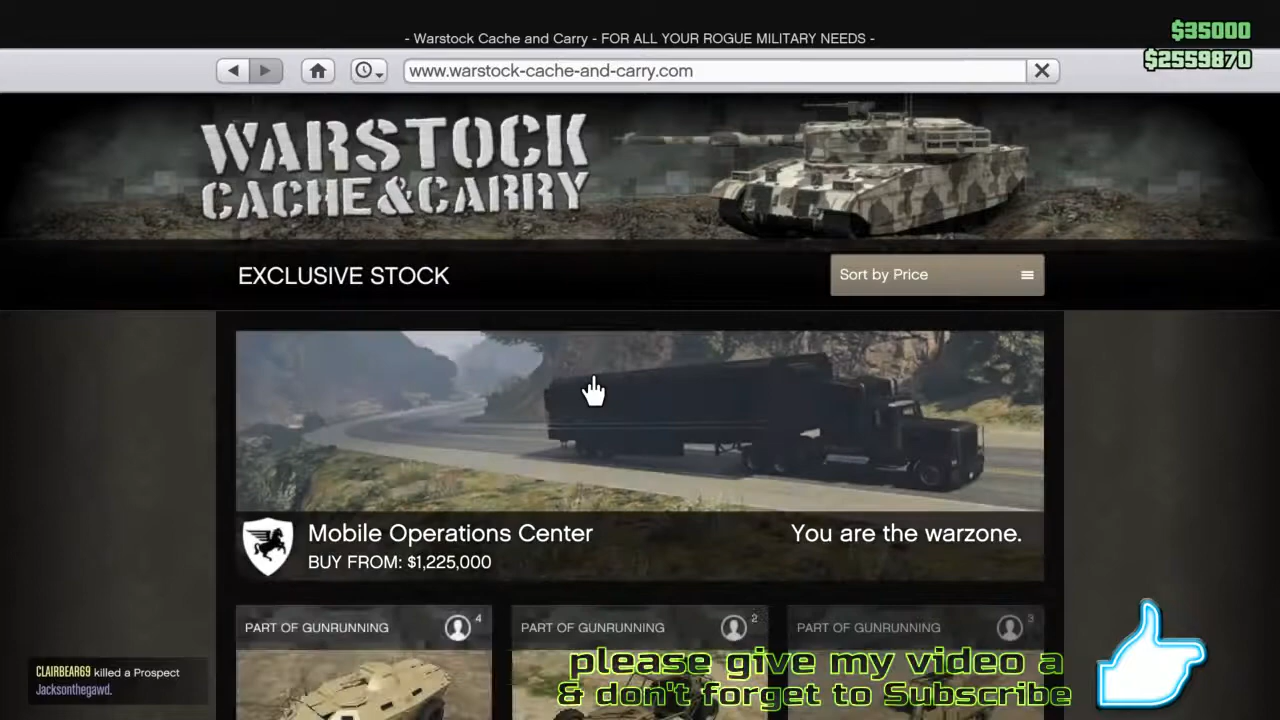 - Warstock Cache and Carry - FOR ALL YOUR ROGUE MILITARY NEEDS -
$35000
$2559870
www.warstock-cache-and-carry.com
WARSTOCK
CACHE&CARRY
EXCLUSIVE STOCK
Sort by Price
Mobile Operations Center
You are the warzone.
BUY FROM: $1,225,000
PART OF GUNRUNNING 4
PART OF GUNRUNNING 2
PART OF GUNRUNNING 3
please give my video a
& don't forget to Subscribe
CLAIRBEAR69 killed a Prospect
Jacksonthegawd.